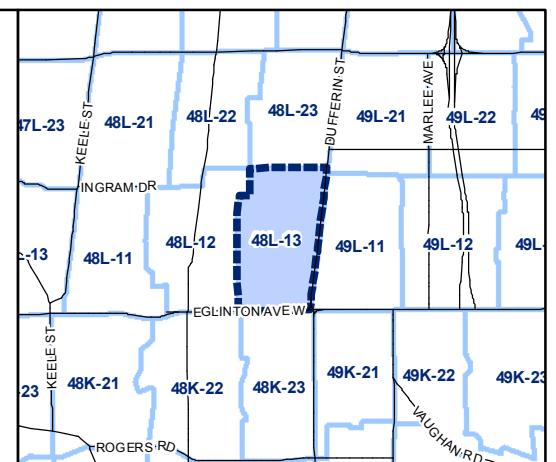 47L-23
KEELE ST
48L-21
48L-22
48L-23
DUFFERIN ST
49L-21
MARLEE AVE
49L-22
49
INGRAM DR
-13
48L-11
48L-12
48L-13
49L-11
49L-12
49L-
EGLINTON AVE W
KEELE ST
23
48K-21
48K-22
48K-23
49K-21
49K-22
49K-23
ROGERS RD
VAUGHAN RD